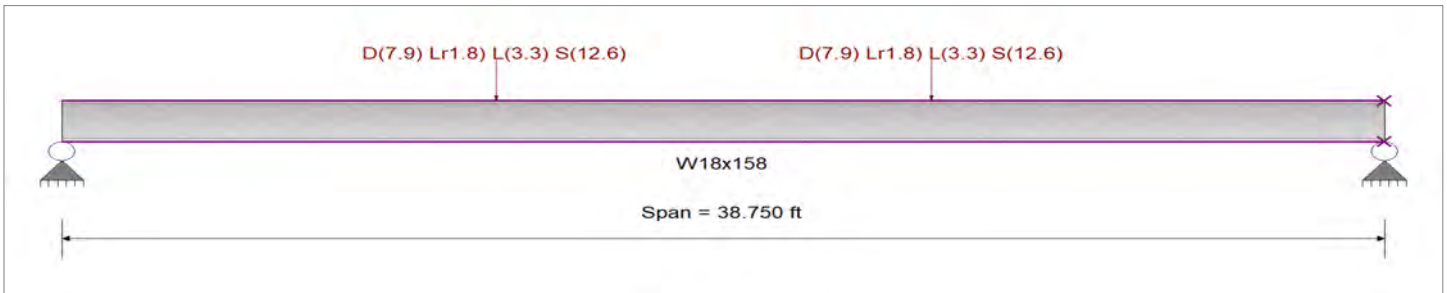 D(7.9) Lr1.8) L(3.3) S(12.6) D(7.9) Lr1.8) L(3.3) S(12.6)
W18x158
Span = 38.750 ft